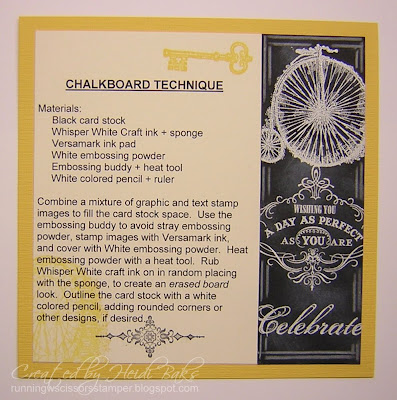 CHALKBOARD TECHNIQUE
Materials:
Black card stock
Whisper White Craft ink + sponge
Versamark ink pad
White embossing powder
Embossing buddy + heat tool
White colored pencil + ruler
Combine a mixture of graphic and text stamp
images to fill the card stock space.  Use the
embossing buddy to avoid stray embossing
powder, stamp images with Versamark ink,
and cover with White embossing powder.  Heat
embossing powder with a heat tool.  Rub
Whisper White craft ink on in random placing
with the sponge, to create an erased board
look.  Outline the card stock with a white
colored pencil, adding rounded corners or
other designs, if desired.
WISHING YOU
A DAY AS PERFECT
AS YOU ARE
Celebrate
Created by Heidi Baks
runningwscissorsstamper.blogspot.com